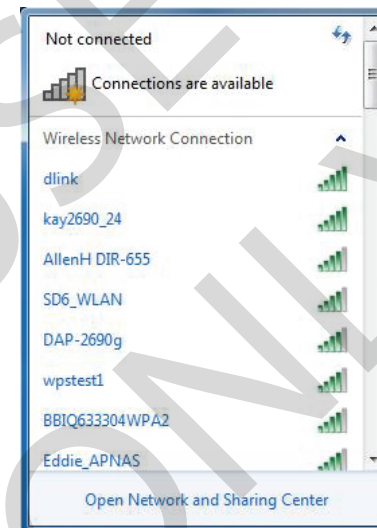 Not connected
Connections are available
Wireless Network Connection
dlink
kay2690_24
AllenH DIR-655
SD6_WLAN
DAP-2690g
wpstest1
BBIQ633304WPA2
Eddie_APNAS
Open Network and Sharing Center